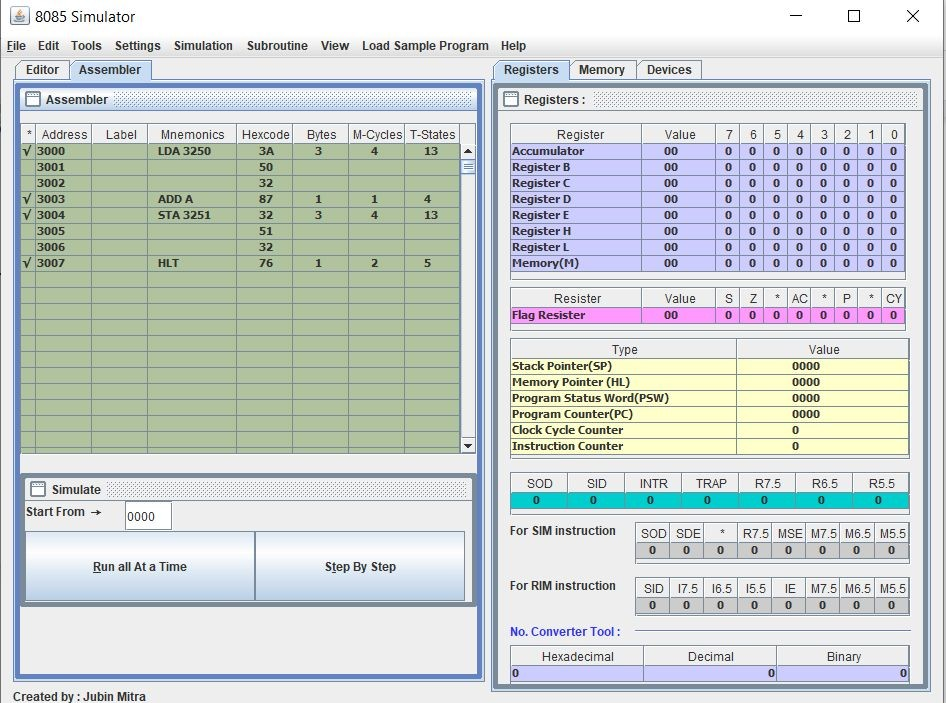 8085 Simulator
File Edit Tools Settings Simulation Subroutine View Load Sample Program Help
Editor Assembler
Assembler
* Address Label Mnemonics Hexcode Bytes M-Cycles T-States
√ 3000 LDA 3250 3A 3 4 13
3001 50
3002 32
√ 3003 ADD A 87 1 1 4
√ 3004 STA 3251 32 3 4 13
3005 51
3006 32
√ 3007 HLT 76 1 2 5
Simulate
Start From → 0000
Run all At a Time Step By Step
Created by : Jubin Mitra
Registers Memory Devices
Registers :
Register Value 7 6 5 4 3 2 1 0
Accumulator 00 0 0 0 0 0 0 0 0
Register B 00 0 0 0 0 0 0 0 0
Register C 00 0 0 0 0 0 0 0 0
Register D 00 0 0 0 0 0 0 0 0
Register E 00 0 0 0 0 0 0 0 0
Register H 00 0 0 0 0 0 0 0 0
Register L 00 0 0 0 0 0 0 0 0
Memory(M) 00 0 0 0 0 0 0 0 0
Resister Value S Z * AC * P * CY
Flag Resister 00 0 0 0 0 0 0 0 0
Type Value
Stack Pointer(SP) 0000
Memory Pointer (HL) 0000
Program Status Word(PSW) 0000
Program Counter(PC) 0000
Clock Cycle Counter 0
Instruction Counter 0
SOD SID INTR TRAP R7.5 R6.5 R5.5
0 0 0 0 0 0 0
For SIM instruction SOD SDE * R7.5 MSE M7.5 M6.5 M5.5
0 0 0 0 0 0 0 0
For RIM instruction SID I7.5 I6.5 I5.5 IE M7.5 M6.5 M5.5
0 0 0 0 0 0 0 0
No. Converter Tool :
Hexadecimal Decimal Binary
0 0 0